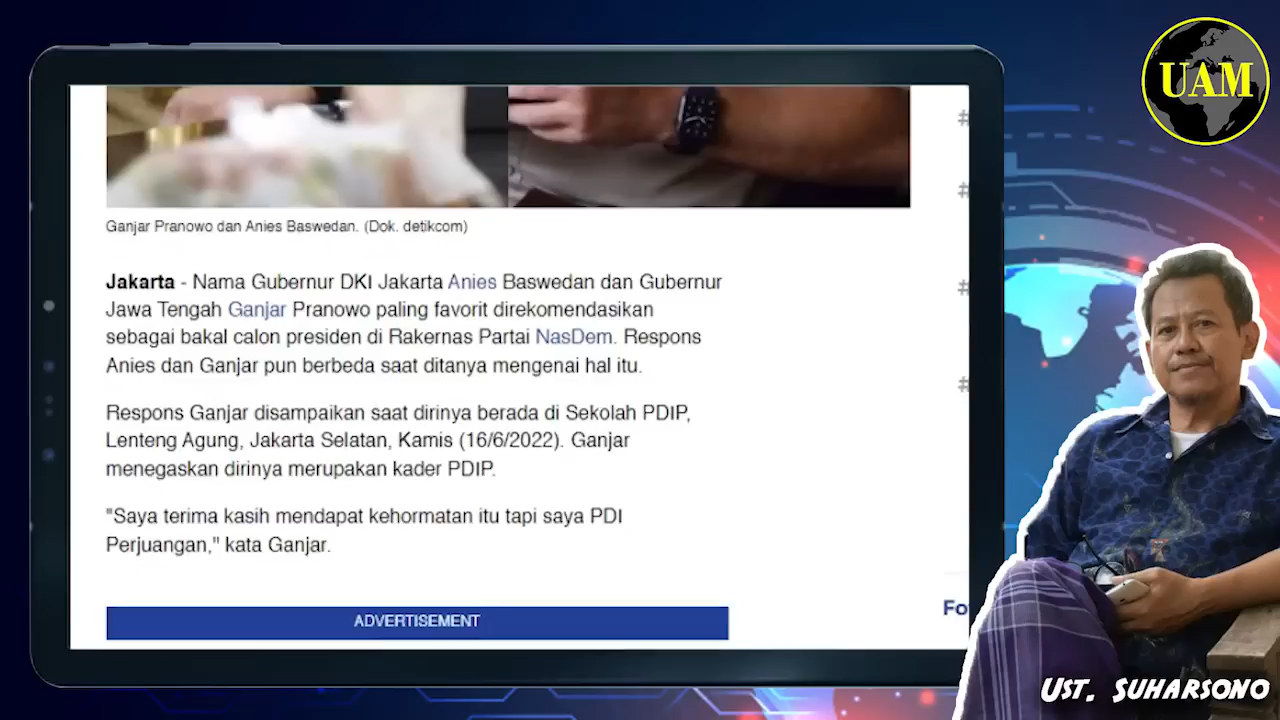 UAM
Ganjar Pranowo dan Anies Baswedan. (Dok. detikcom)
Jakarta - Nama Gubernur DKI Jakarta Anies Baswedan dan Gubernur
Jawa Tengah Ganjar Pranowo paling favorit direkomendasikan
sebagai bakal calon presiden di Rakernas Partai NasDem. Respons
Anies dan Ganjar pun berbeda saat ditanya mengenai hal itu.
Respons Ganjar disampaikan saat dirinya berada di Sekolah PDIP,
Lenteng Agung, Jakarta Selatan, Kamis (16/6/2022). Ganjar
menegaskan dirinya merupakan kader PDIP.
"Saya terima kasih mendapat kehormatan itu tapi saya PDI
Perjuangan," kata Ganjar.
ADVERTISEMENT
#
#
#
#
Fo
Ust. Suharsono